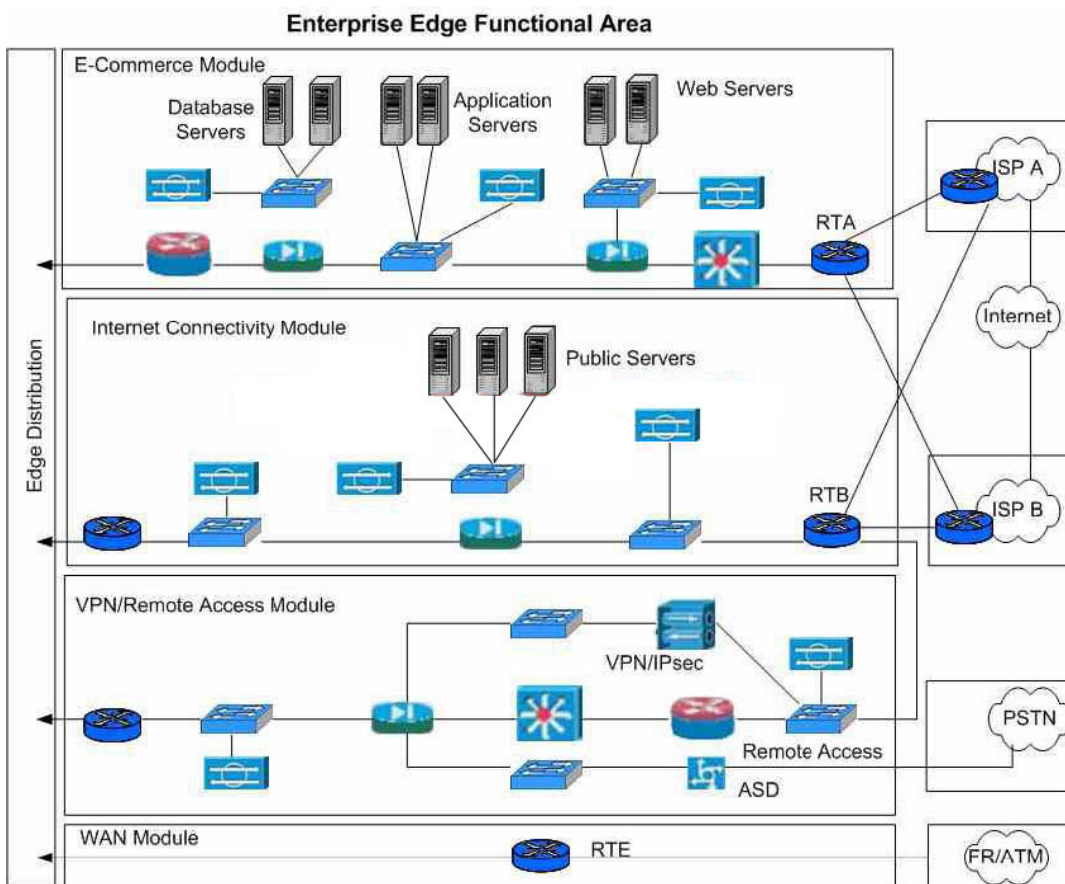 Enterprise Edge Functional Area
E-Commerce Module
Database
Servers
Application
Servers
Web Servers
RTA
ISP A
Internet
Edge Distribution
Internet Connectivity Module
Public Servers
RTB
ISP B
VPN/Remote Access Module
VPN/IPsec
Remote Access
ASD
PSTN
WAN Module
RTE
FR/ATM